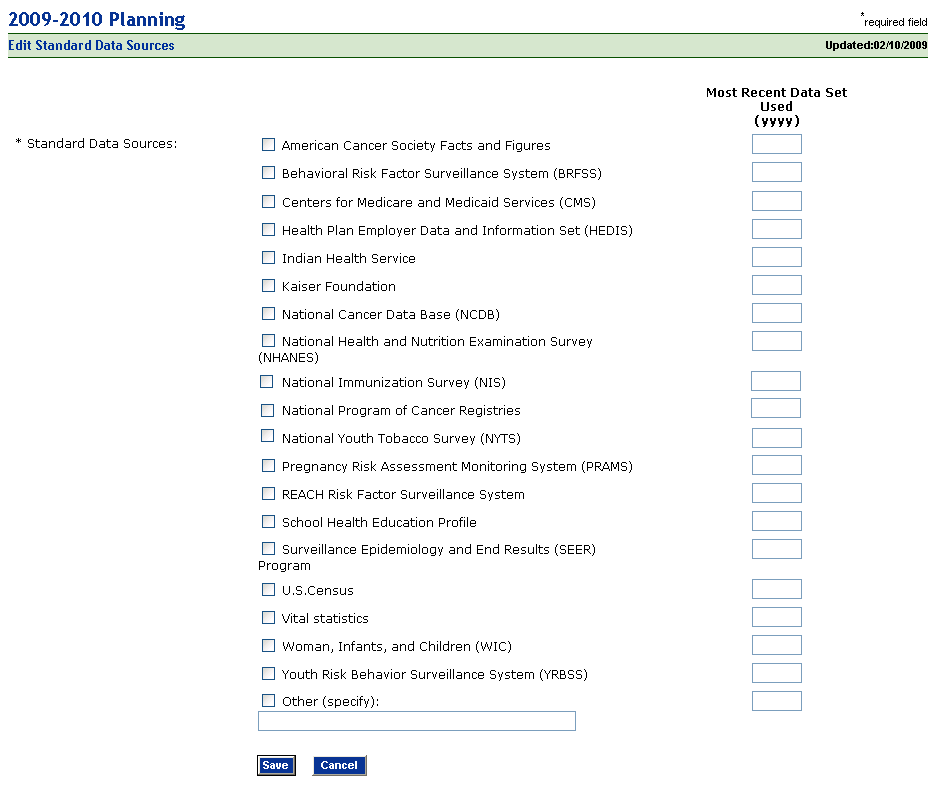 2009-2010 Planning
*required field
Edit Standard Data Sources
Updated:02/10/2009
Most Recent Data Set
Used
(yyyy)
* Standard Data Sources:
American Cancer Society Facts and Figures
Behavioral Risk Factor Surveillance System (BRFSS)
Centers for Medicare and Medicaid Services (CMS)
Health Plan Employer Data and Information Set (HEDIS)
Indian Health Service
Kaiser Foundation
National Cancer Data Base (NCDB)
National Health and Nutrition Examination Survey
(NHANES)
National Immunization Survey (NIS)
National Program of Cancer Registries
National Youth Tobacco Survey (NYTS)
Pregnancy Risk Assessment Monitoring System (PRAMS)
REACH Risk Factor Surveillance System
School Health Education Profile
Surveillance Epidemiology and End Results (SEER)
Program
U.S.Census
Vital statistics
Woman, Infants, and Children (WIC)
Youth Risk Behavior Surveillance System (YRBSS)
Other (specify):
Save
Cancel